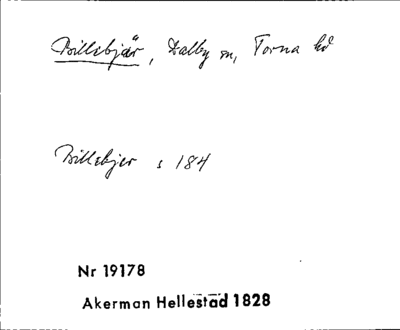 Billebjär, Dalby sn, Torna hd
Billebjer s 184
Nr 19178
Akerman Hellestad 1828